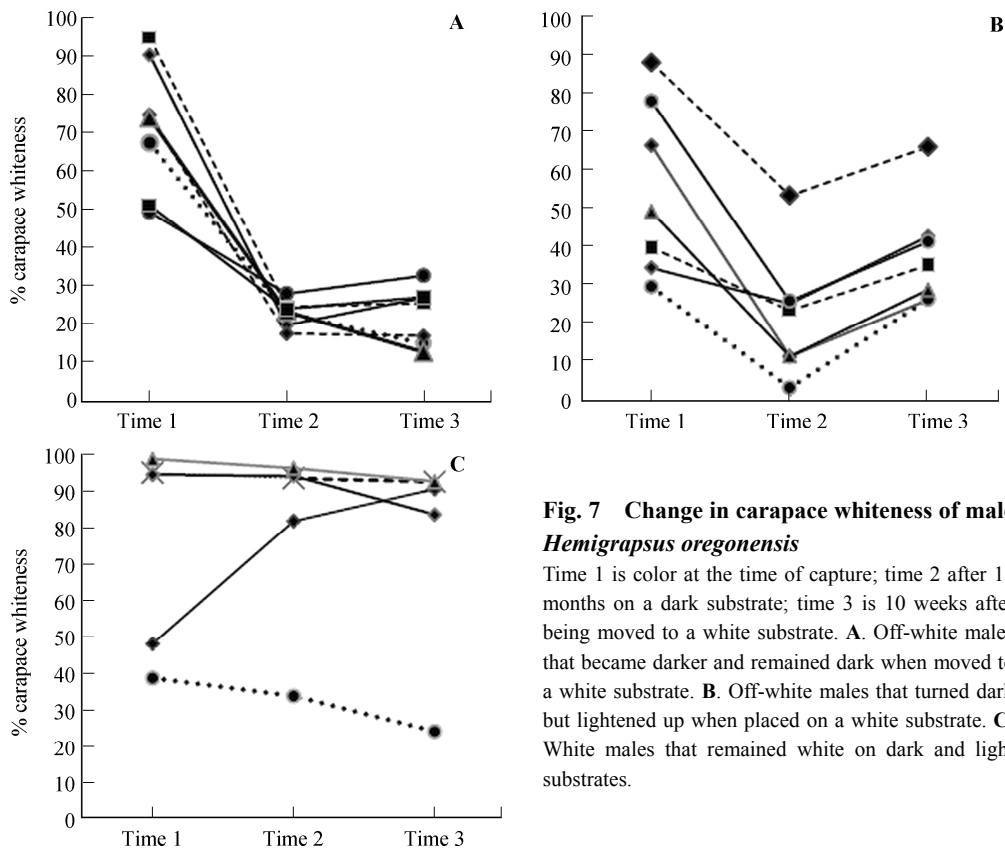 A
% carapace whiteness
100
90
80
70
60
50
40
30
20
10
0
Time 1 Time 2 Time 3
B
100
90
80
70
60
50
40
30
20
10
0
Time 1 Time 2 Time 3
C
% carapace whiteness
100
90
80
70
60
50
40
30
20
10
0
Time 1 Time 2 Time 3
Fig. 7 Change in carapace whiteness of male
Hemigrapsus oregonensis
Time 1 is color at the time of capture; time 2 after 1
months on a dark substrate; time 3 is 10 weeks after
being moved to a white substrate. A. Off-white male
that became darker and remained dark when moved to
a white substrate. B. Off-white males that turned dark
but lightened up when placed on a white substrate. C
White males that remained white on dark and ligh
substrates.